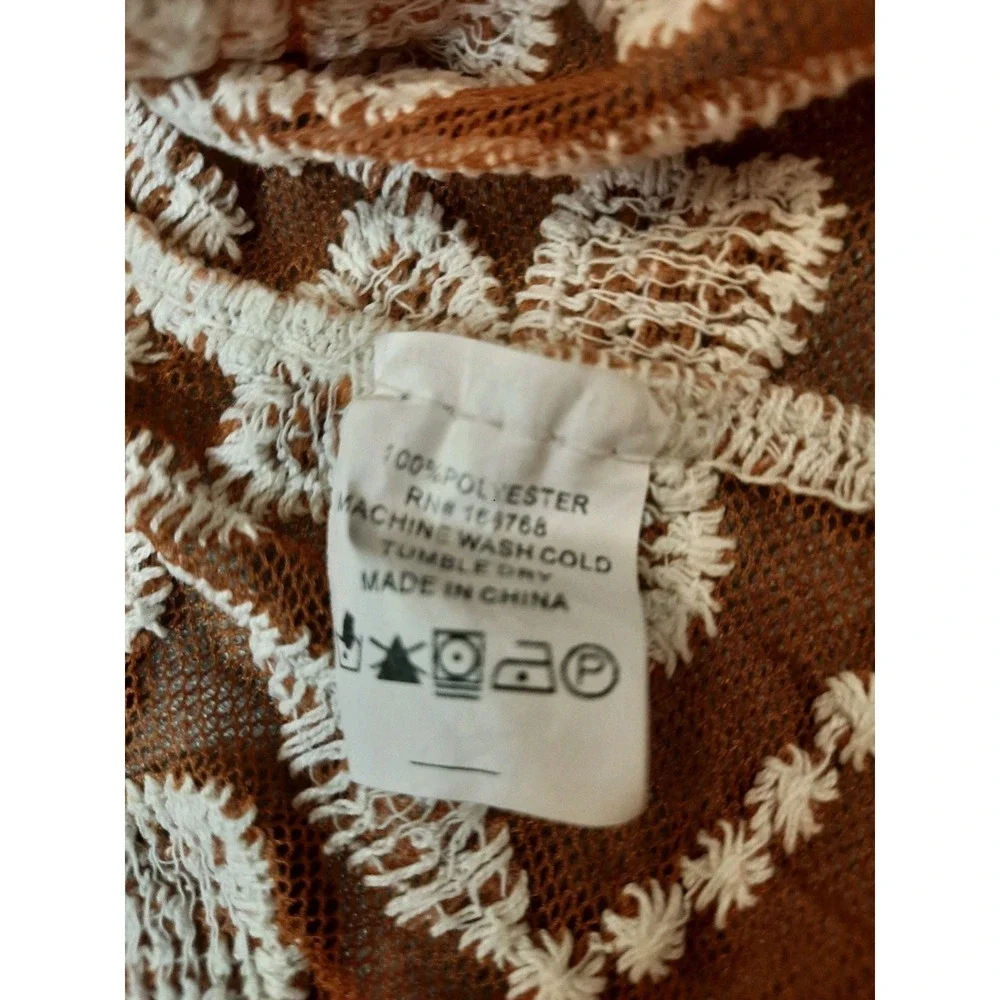 100% POLYESTER
RN#
MACHINE WASH COLD
TUMBLE DRY
MADE IN CHINA
P